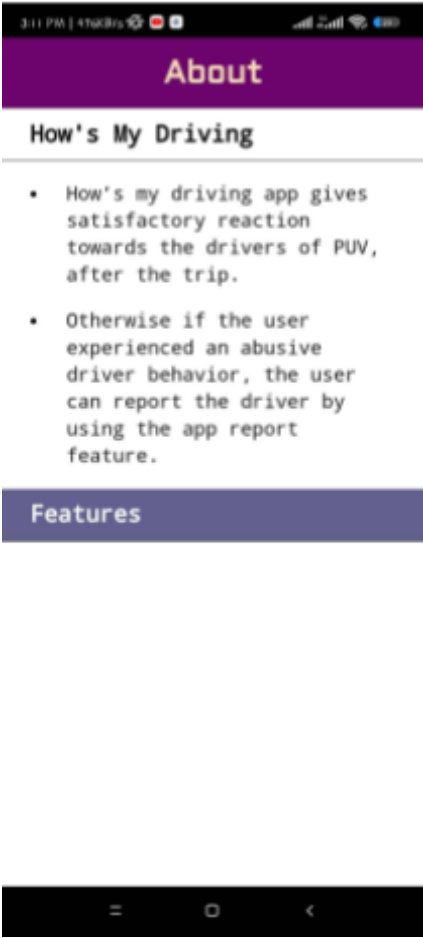 3:11 PM |
About
How's My Driving
• How's my driving app gives
satisfactory reaction
towards the drivers of PUV,
after the trip.
• Otherwise if the user
experienced an abusive
driver behavior, the user
can report the driver by
using the app report
feature.
Features